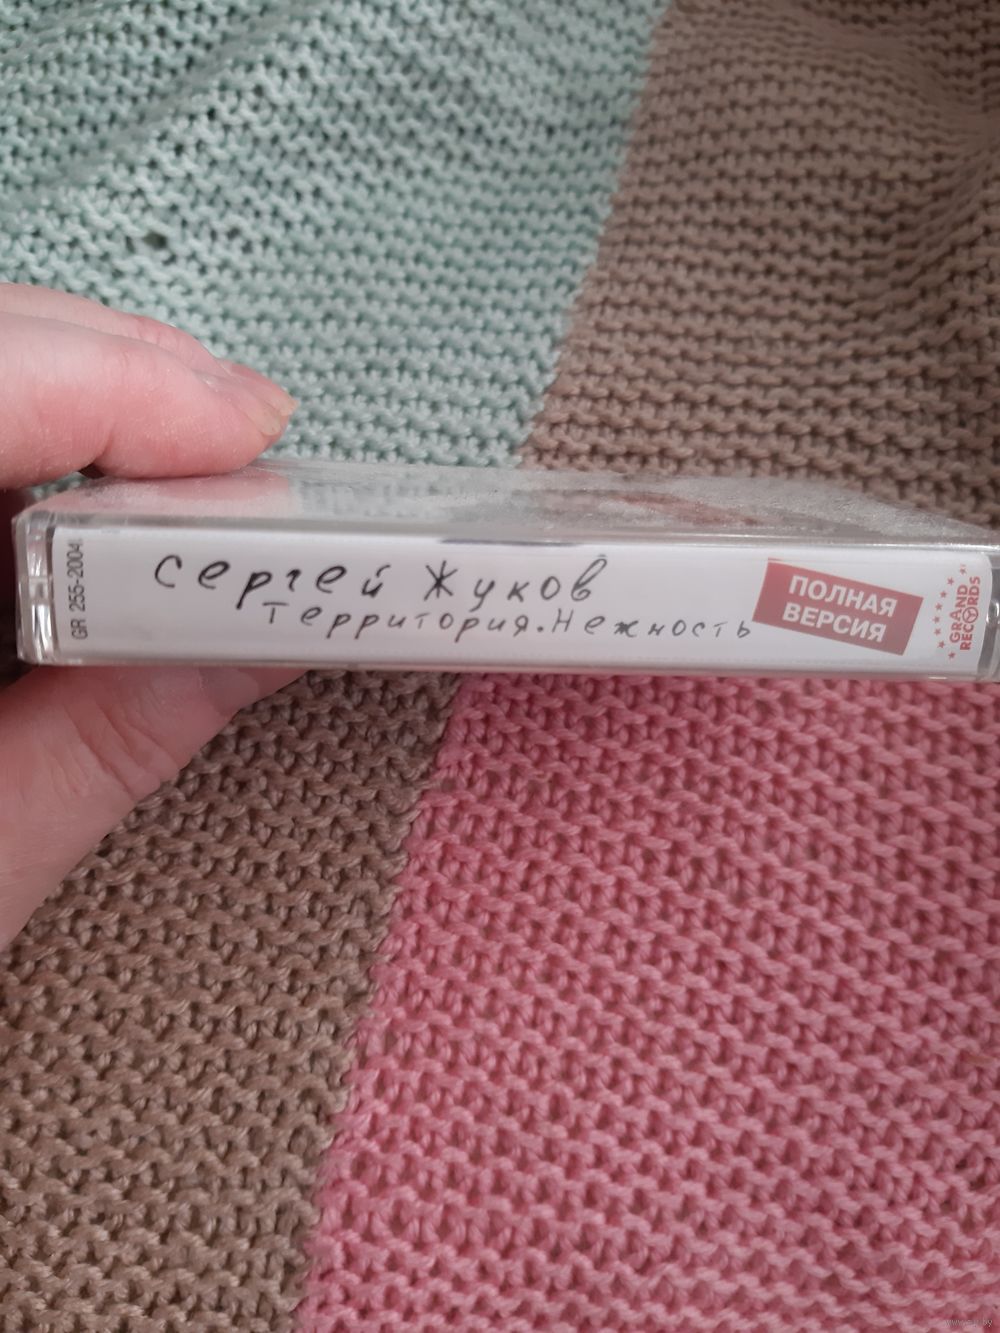 GR 255-2004
Сергей Жуков
Территория.Нежность
ПОЛНАЯ
ВЕРСИЯ
GRAND
RECORDS